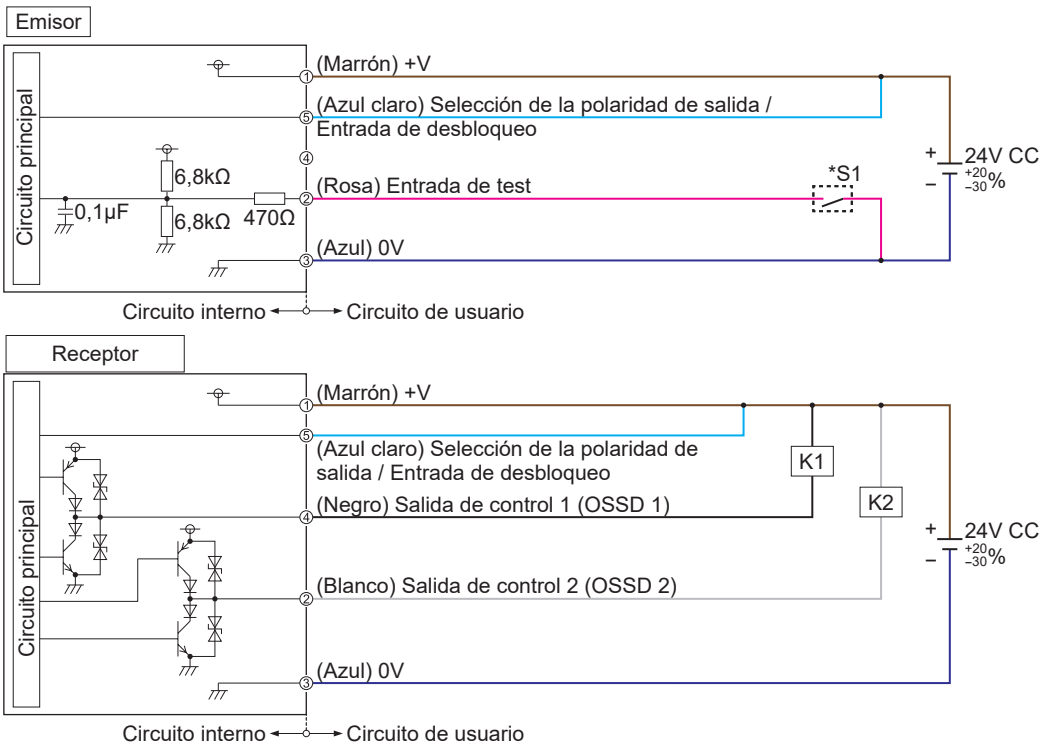 Emisor
Circuito principal
① (Marrón) +V
⑤ (Azul claro) Selección de la polaridad de salida /
Entrada de desbloqueo
④
6,8kΩ
② (Rosa) Entrada de test
*S1
0,1µF
6,8kΩ
470Ω
③ (Azul) 0V
+
–
24V CC
+20
–30 %
Circuito interno
Circuito de usuario
Receptor
Circuito principal
① (Marrón) +V
⑤
(Azul claro) Selección de la polaridad de
salida / Entrada de desbloqueo
K1
④ (Negro) Salida de control 1 (OSSD 1)
K2
② (Blanco) Salida de control 2 (OSSD 2)
③ (Azul) 0V
+
–
24V CC
+20
–30 %
Circuito interno
Circuito de usuario